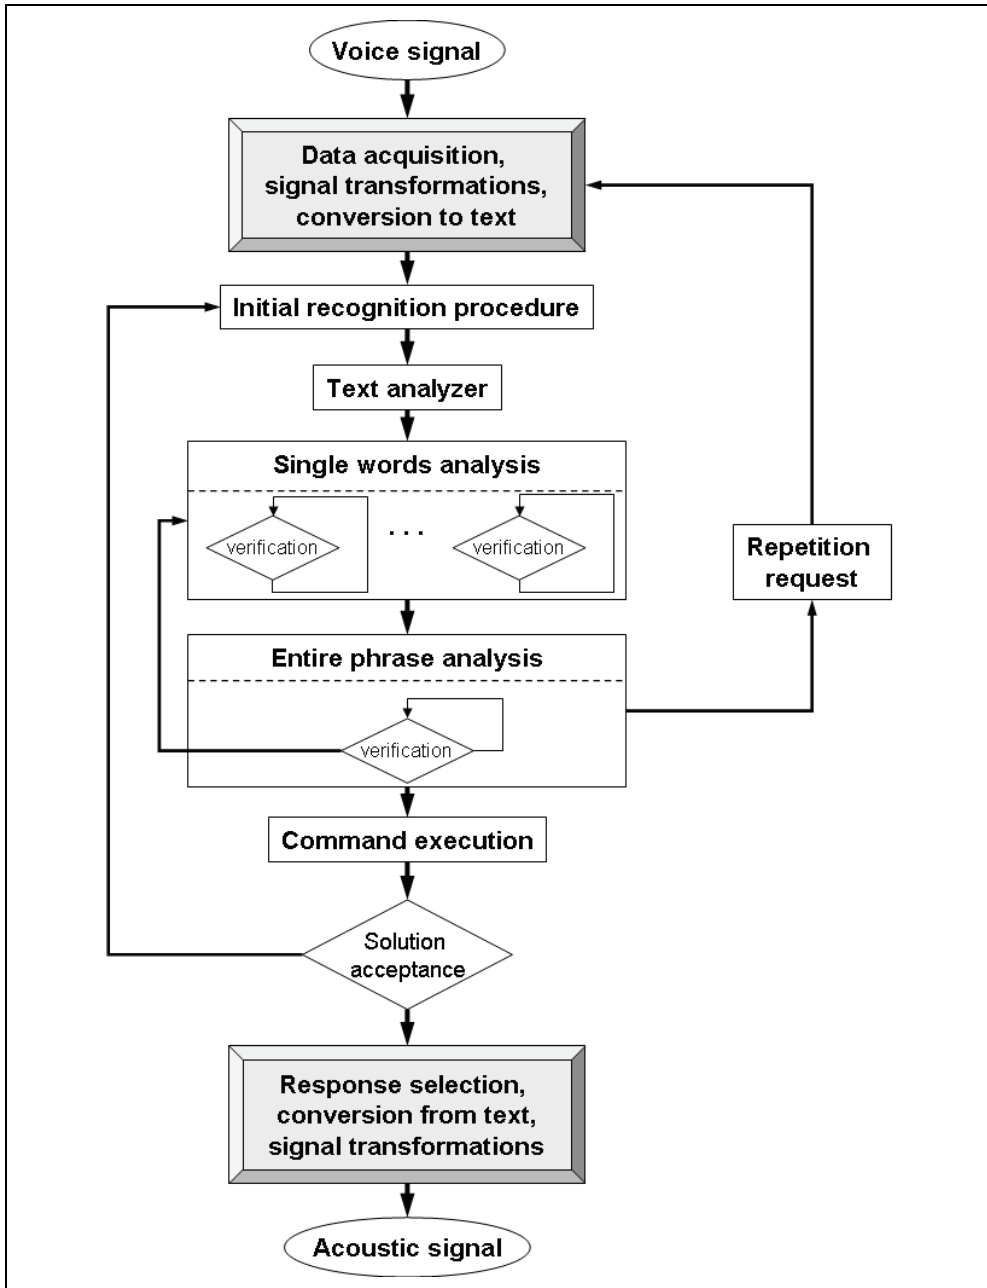 Voice signal
Data acquisition,
signal transformations,
conversion to text
Initial recognition procedure
Text analyzer
Single words analysis
verification
. . .
verification
Repetition
request
Entire phrase analysis
verification
Command execution
Solution
acceptance
Response selection,
conversion from text,
signal transformations
Acoustic signal